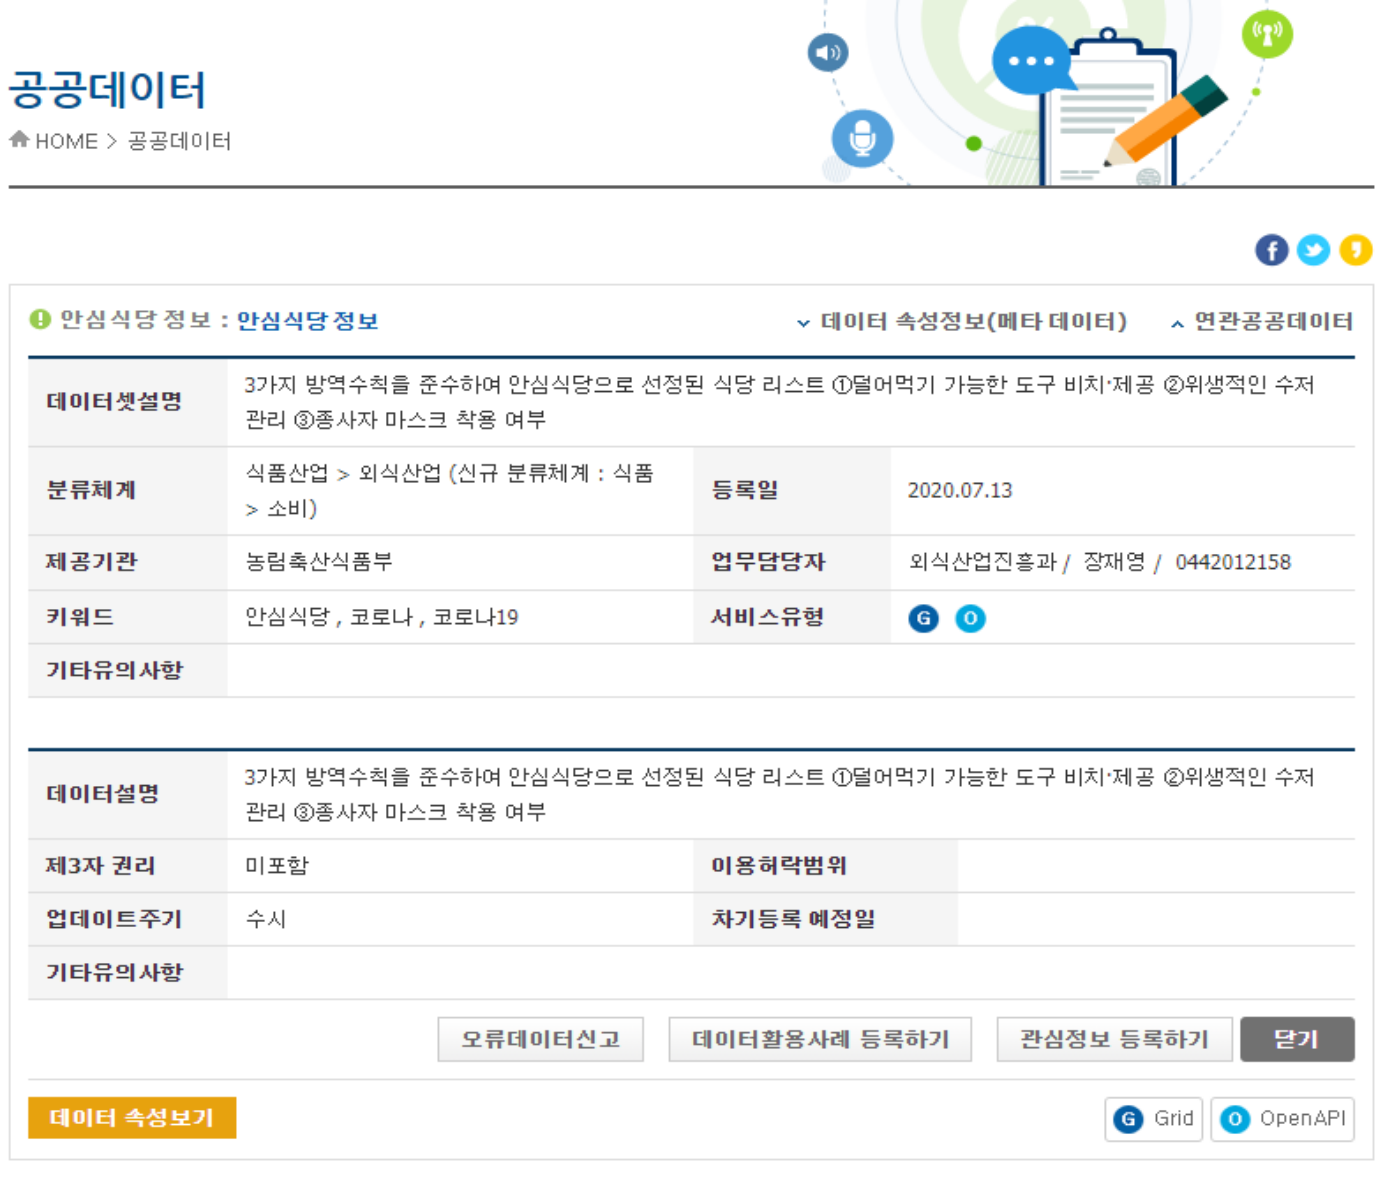 공공데이터
HOME > 공공데이터
안심식당 정보 : 안심식당 정보
데이터 속성정보(메타 데이터)
연관공공데이터
데이터셋설명
3가지 방역수칙을 준수하여 안심식당으로 선정된 식당 리스트 ①덜어먹기 가능한 도구 비치·제공 ②위생적인 수저
관리 ③종사자 마스크 착용 여부
분류체계
식품산업 > 외식산업 (신규 분류체계 : 식품
> 소비)
등록일
2020.07.13
제공기관
농림축산식품부
업무담당자
외식산업진흥과 / 장재영 / 0442012158
키워드
안심식당 , 코로나 , 코로나19
서비스유형
G O
기타유의사항
데이터설명
3가지 방역수칙을 준수하여 안심식당으로 선정된 식당 리스트 ①덜어먹기 가능한 도구 비치·제공 ②위생적인 수저
관리 ③종사자 마스크 착용 여부
제3자 권리
미포함
이용허락범위
업데이트주기
수시
차기등록 예정일
기타유의사항
오류데이터신고
데이터활용사례 등록하기
관심정보 등록하기
닫기
데이터 속성보기
G Grid
O OpenAPI